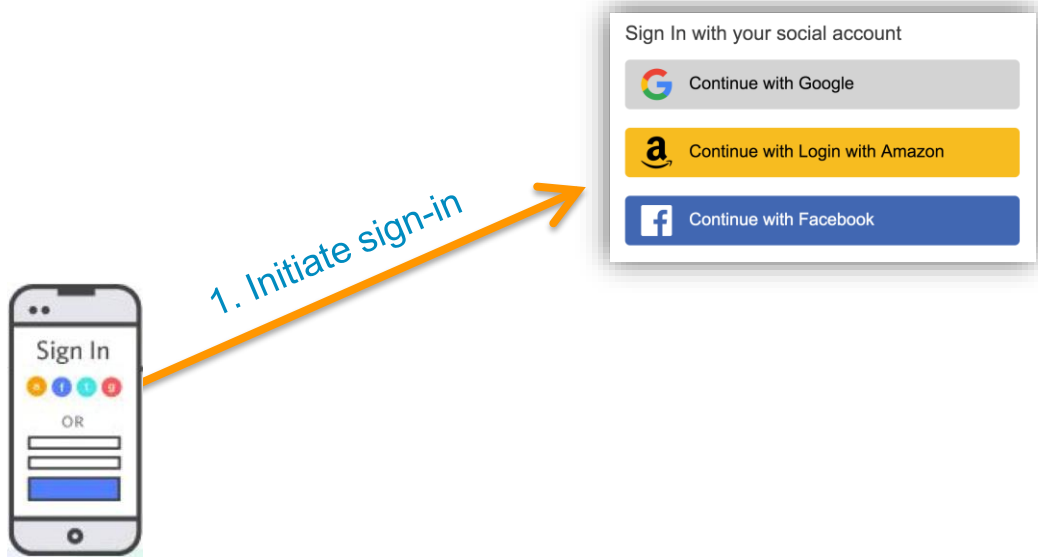 Sign In with your social account
Continue with Google
a
Continue with Login with Amazon
f
Continue with Facebook
1. Initiate sign-in
Sign In
a f t g
OR